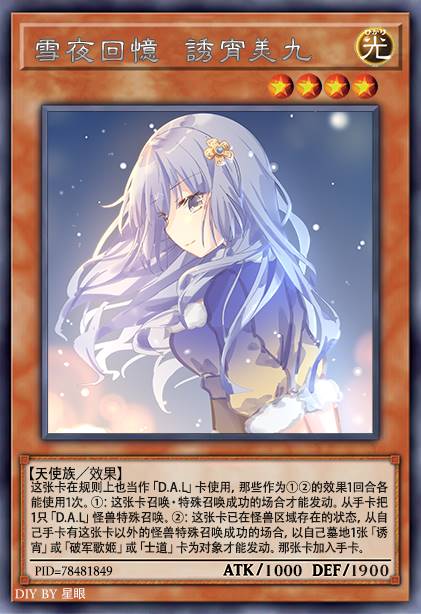 雪夜回憶 誘宵美九
ひかり
光
【天使族／效果】
这张卡在规则上也当作「D.A.L」卡使用，那些作为①②的效果1回合各
能使用1次。①：这张卡召唤・特殊召唤成功的场合才能发动。从手卡把
1只「D.A.L」怪兽特殊召唤。②：这张卡已在怪兽区域存在的状态，从自
己手卡有这张卡以外的怪兽特殊召唤成功的场合，以自己墓地1张「诱
宵」或「破军歌姬」或「士道」卡为对象才能发动。那张卡加入手卡。
PID=78481849
ATK/1000 DEF/1900
DIY BY 星眼